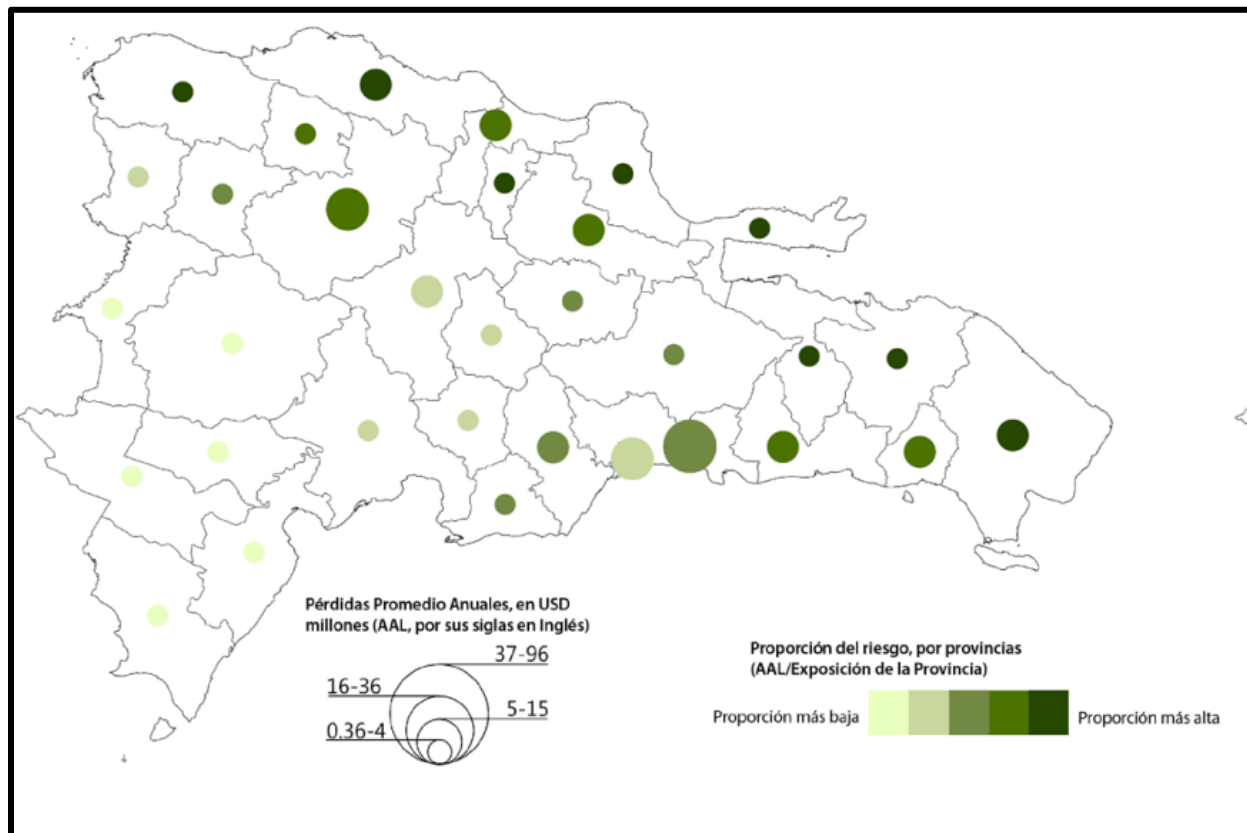 Pérdidas Promedio Anuales, en USD
millones (AAL, por sus siglas en Inglés)
37-96
16-36
5-15
0.36-4
Proporción del riesgo, por provincias
(AAL/Exposición de la Provincia)
Proporción más baja
Proporción más alta